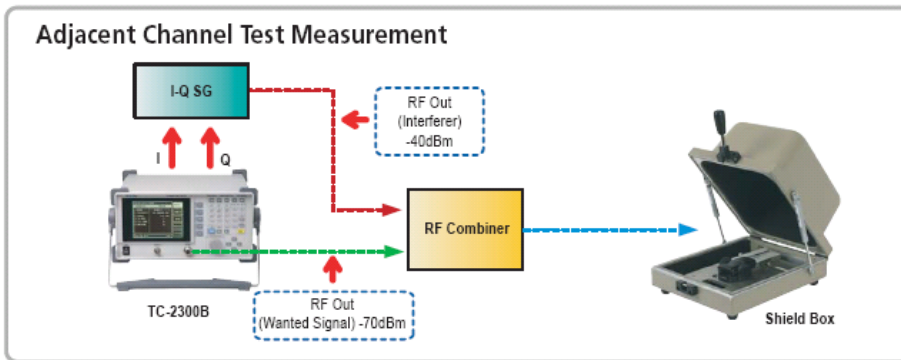 Adjacent Channel Test Measurement
I-Q SG
RF Out
(Interferer)
-40dBm
I
Q
RF Combiner
RF Out
(Wanted Signal) -70dBm
TC-2300B
Shield Box